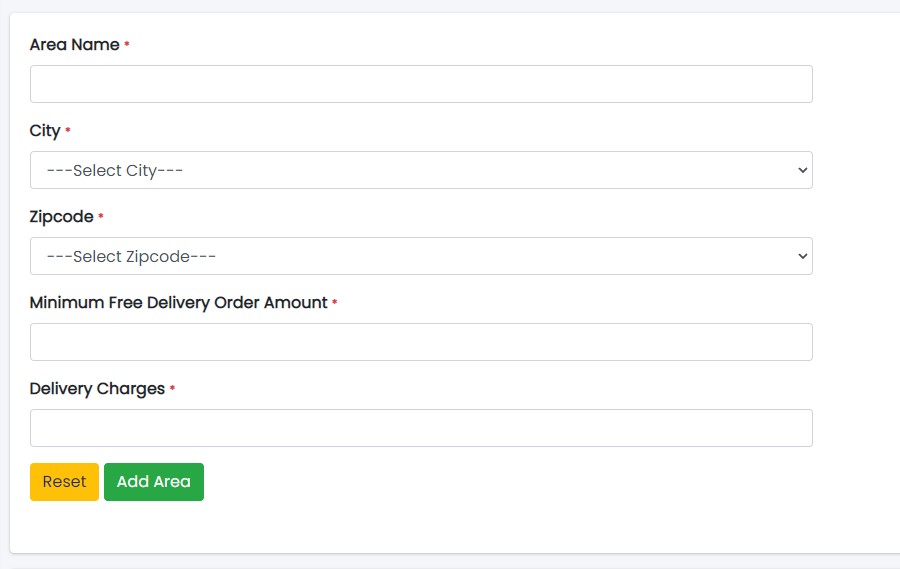 Area Name *
City *
---Select City---
Zipcode *
---Select Zipcode---
Minimum Free Delivery Order Amount *
Delivery Charges *
Reset Add Area